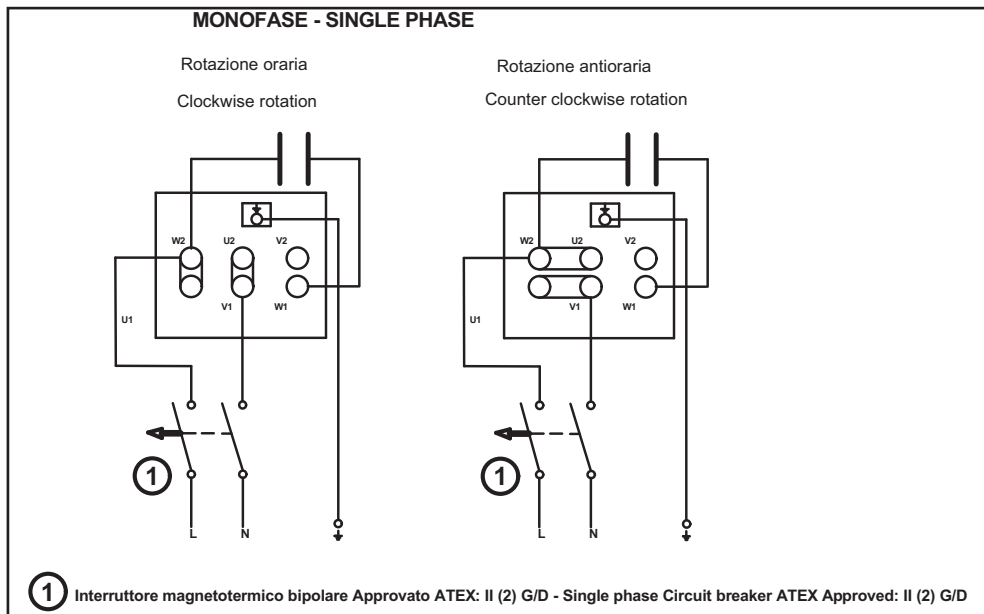 MONOFASE - SINGLE PHASE
Rotazione oraria
Clockwise rotation
Rotazione antioraria
Counter clockwise rotation
W2 U2 V2
U1 V1 W1
L N
W2 U2 V2
U1 V1 W1
L N
1
1
1 Interruttore magnetotermico bipolare Approvato ATEX: II (2) G/D - Single phase Circuit breaker ATEX Approved: II (2) G/D